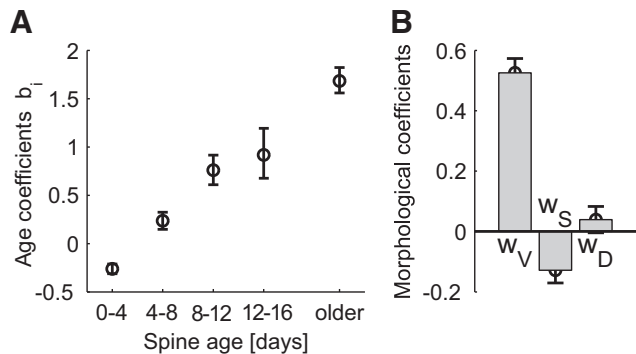 A
Age coefficients b_i
2
1.5
1
0.5
0
-0.5
0-4 4-8 8-12 12-16 older
Spine age [days]
B
Morphological coefficients
0.6
0.4
0.2
0
-0.2
w_V
w_S
w_D